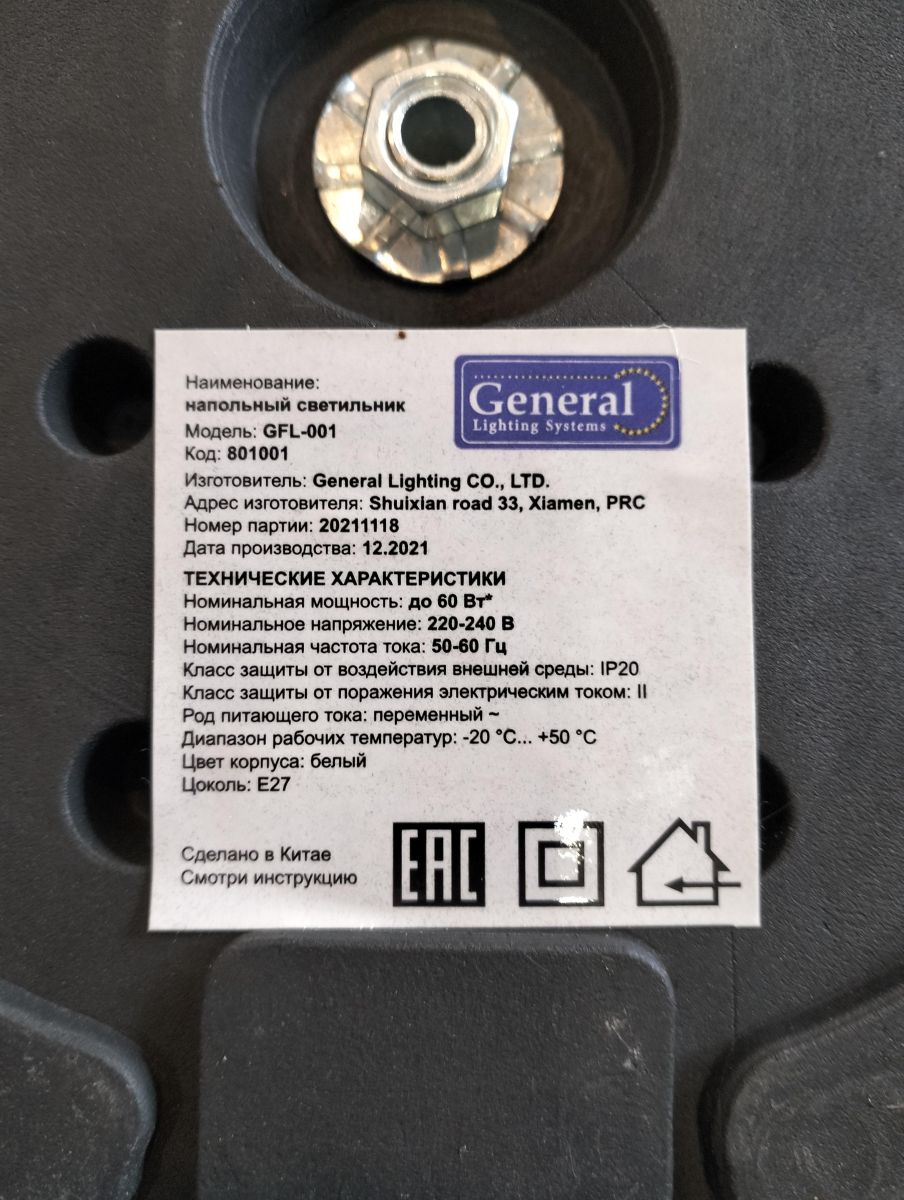 General
Lighting Systems
Наименование:
напольный светильник
Модель: GFL-001
Код: 801001
Изготовитель: General Lighting CO., LTD.
Адрес изготовителя: Shuixian road 33, Xiamen, PRC
Номер партии: 20211118
Дата производства: 12.2021
ТЕХНИЧЕСКИЕ ХАРАКТЕРИСТИКИ
Номинальная мощность: до 60 Вт*
Номинальное напряжение: 220-240 В
Номинальная частота тока: 50-60 Гц
Класс защиты от воздействия внешней среды: IP20
Класс защиты от поражения электрическим током: II
Род питающего тока: переменный ~
Диапазон рабочих температур: -20 °C... +50 °C
Цвет корпуса: белый
Цоколь: E27
Сделано в Китае
Смотри инструкцию
EAC